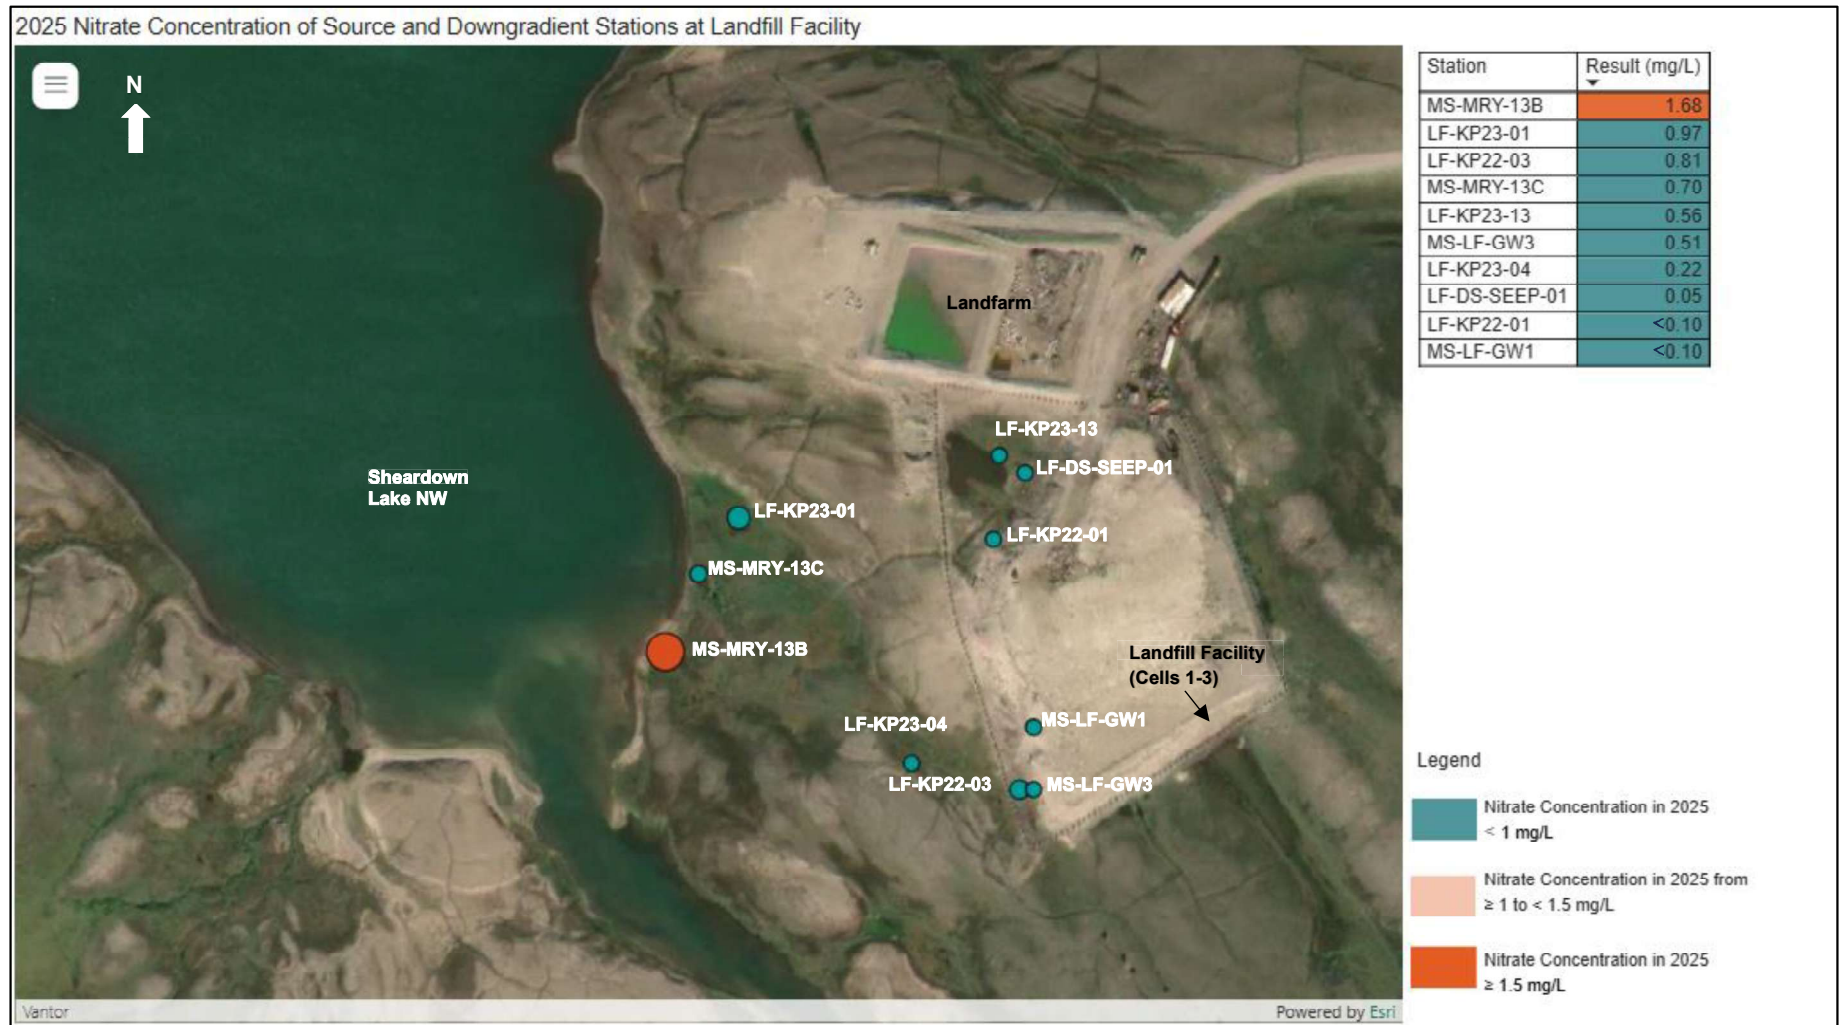 2025 Nitrate Concentration of Source and Downgradient Stations at Landfill Facility
N
Landfarm
LF-KP23-13
LF-DS-SEEP-01
Sheardown
Lake NW
LF-KP23-01
LF-KP22-01
MS-MRY-13C
MS-MRY-13B
Landfill Facility
(Cells 1-3)
LF-KP23-04
MS-LF-GW1
LF-KP22-03
MS-LF-GW3
Vantor
Powered by Esri
Station Result (mg/L)
MS-MRY-13B 1.68
LF-KP23-01 0.97
LF-KP22-03 0.81
MS-MRY-13C 0.70
LF-KP23-13 0.56
MS-LF-GW3 0.51
LF-KP23-04 0.22
LF-DS-SEEP-01 0.05
LF-KP22-01 <0.10
MS-LF-GW1 <0.10
Legend
Nitrate Concentration in 2025
< 1 mg/L
Nitrate Concentration in 2025 from
≥ 1 to < 1.5 mg/L
Nitrate Concentration in 2025
≥ 1.5 mg/L